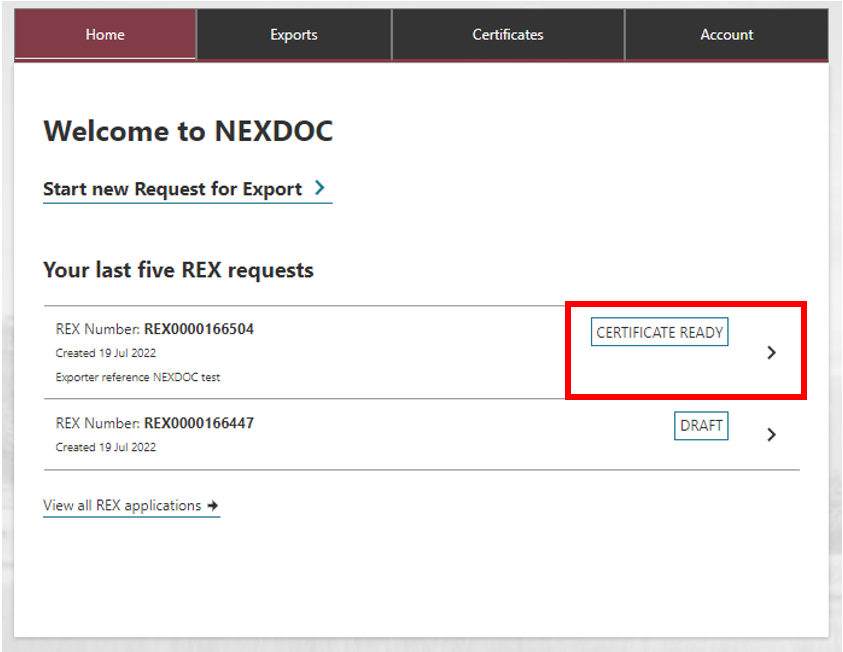 Home Exports Certificates Account
Welcome to NEXDOC
Start new Request for Export
Your last five REX requests
REX Number: REX0000166504 CERTIFICATE READY
Created 19 Jul 2022
Exporter reference NEXDOC test
REX Number: REX0000166447 DRAFT
Created 19 Jul 2022
View all REX applications